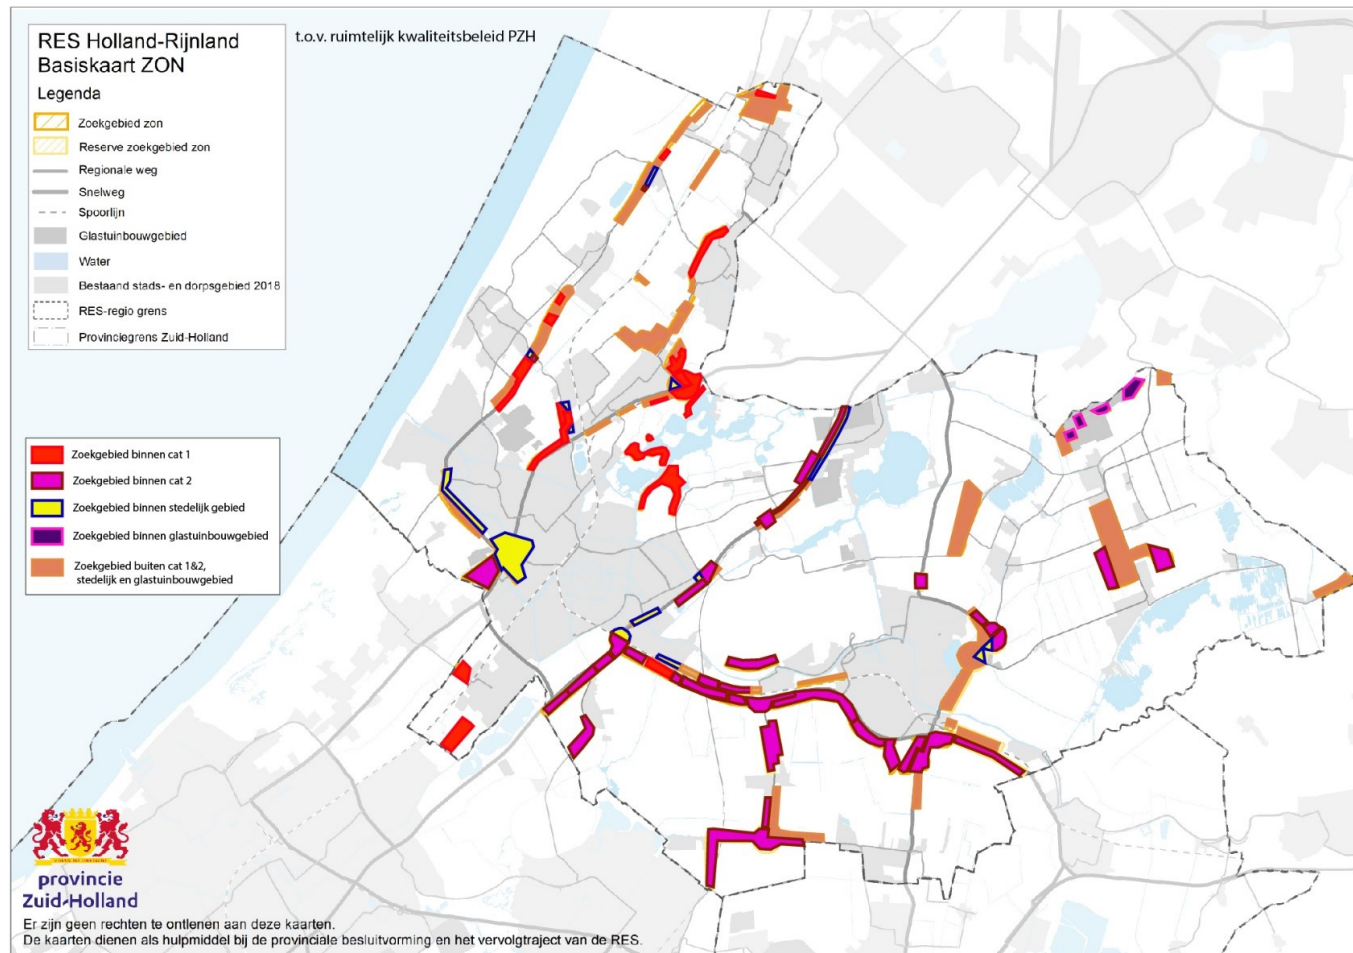 RES Holland-Rijnland
Basiskaart ZON
t.o.v. ruimtelijk kwaliteitsbeleid PZH
Legenda
Zoekgebied zon
Reserve zoekgebied zon
Regionale weg
Snelweg
Spoorlijn
Glastuinbouwgebied
Water
Bestaand stads- en dorpsgebied 2018
RES-regio grens
Provinciegrens Zuid-Holland
Zoekgebied binnen cat 1
Zoekgebied binnen cat 2
Zoekgebied binnen stedelijk gebied
Zoekgebied binnen glastuinbouwgebied
Zoekgebied buiten cat 1&2,
stedelijk en glastuinbouwgebied
provincie
Zuid-Holland
Er zijn geen rechten te ontlenen aan deze kaarten.
De kaarten dienen als hulpmiddel bij de provinciale besluitvorming en het vervolgtraject van de RES.